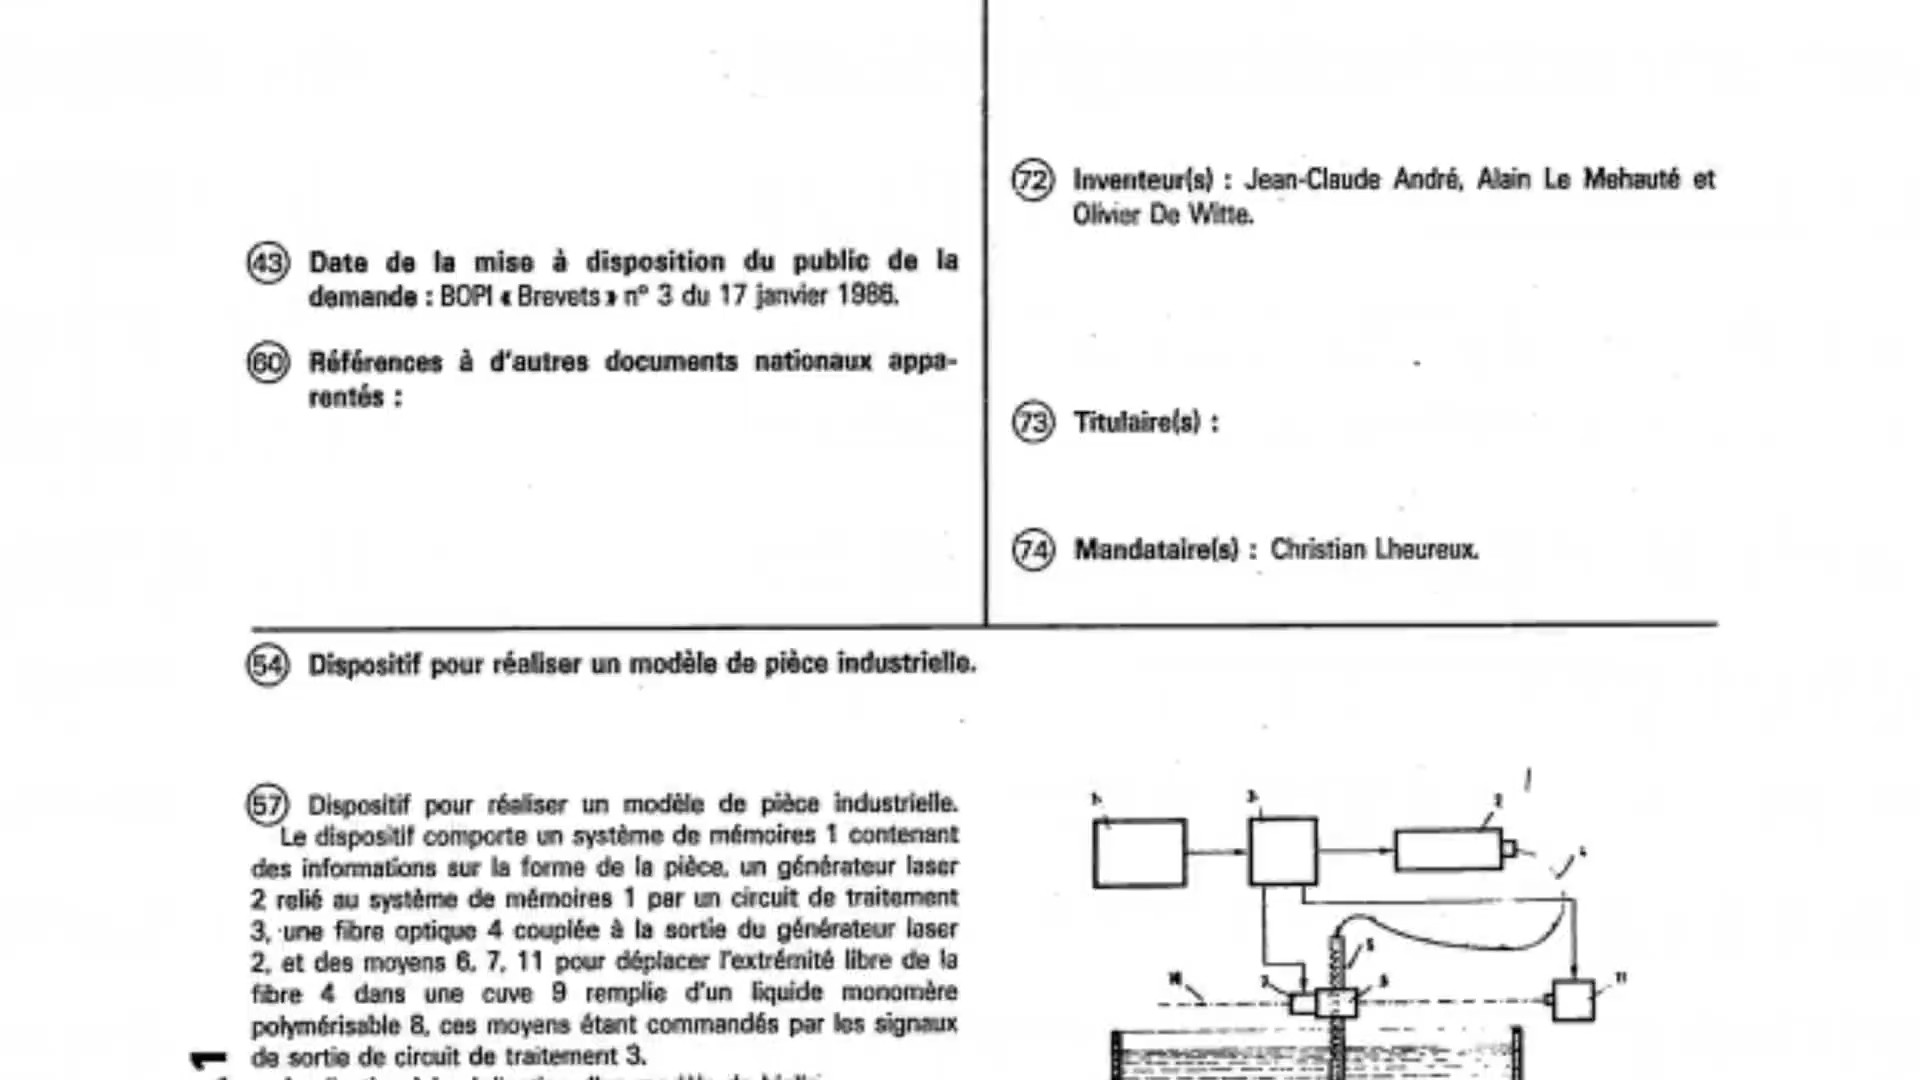 72 Inventeur(s) : Jean-Claude André, Alain Le Mehauté et
Olivier De Witte.
43 Date de la mise à disposition du public de la
demande : BOPI « Brevets » n° 3 du 17 janvier 1986.
60 Références à d'autres documents nationaux appa-
rentés :
73 Titulaire(s) :
74 Mandataire(s) : Christian Lheureux.
54 Dispositif pour réaliser un modèle de pièce industrielle.
57 Dispositif pour réaliser un modèle de pièce industrielle.
Le dispositif comporte un système de mémoires 1 contenant
des informations sur la forme de la pièce, un générateur laser
2 relié au système de mémoires 1 par un circuit de traitement
3, une fibre optique 4 couplée à la sortie du générateur laser
2, et des moyens 6, 7, 11 pour déplacer l'extrémité libre de la
fibre 4 dans une cuve 9 remplie d'un liquide monomère
polymérisable 8, ces moyens étant commandés par les signaux
de sortie de circuit de traitement 3.
2
5
11
1